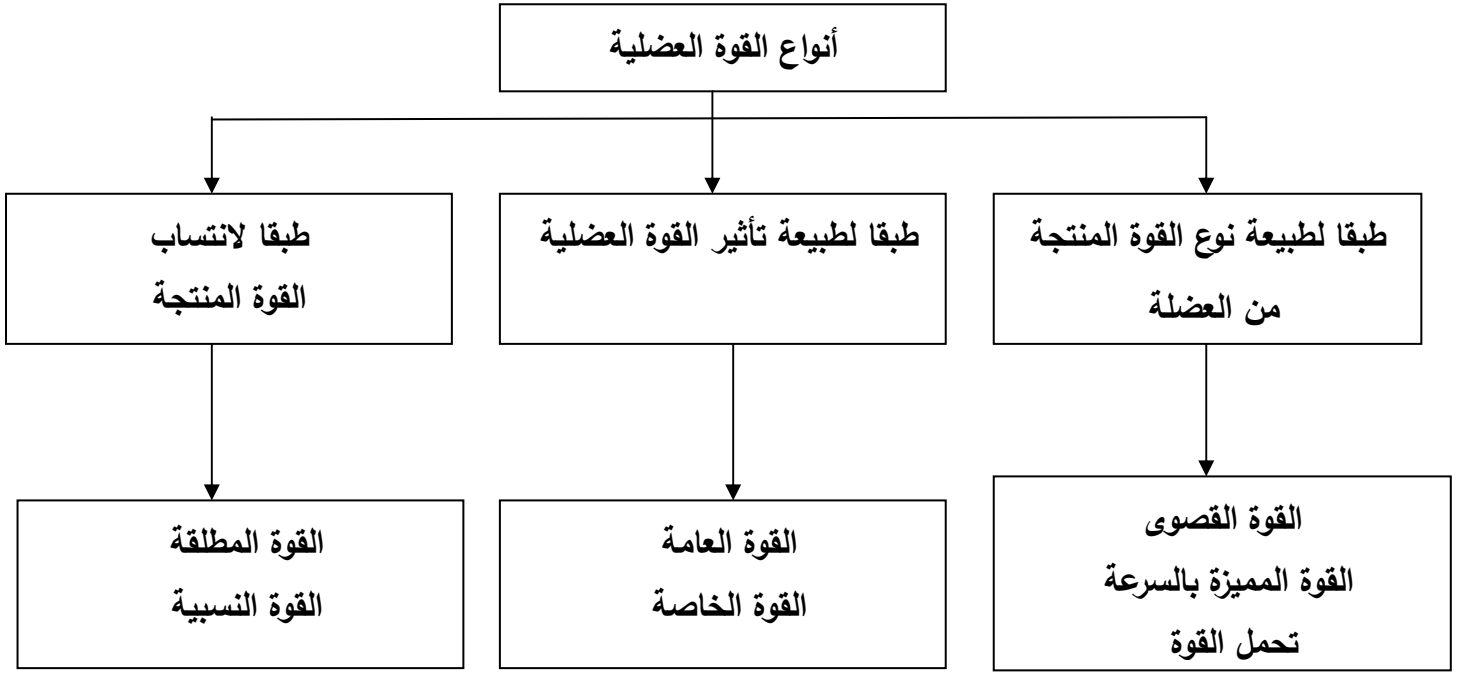 أنواع القوة العضلية
طبقا لطبيعة نوع القوة المنتجة
من العضلة
طبقا لطبيعة تأثير القوة العضلية
طبقا لانتساب
القوة المنتجة
القوة القصوى
القوة المميزة بالسرعة
تحمل القوة
القوة العامة
القوة الخاصة
القوة المطلقة
القوة النسبية